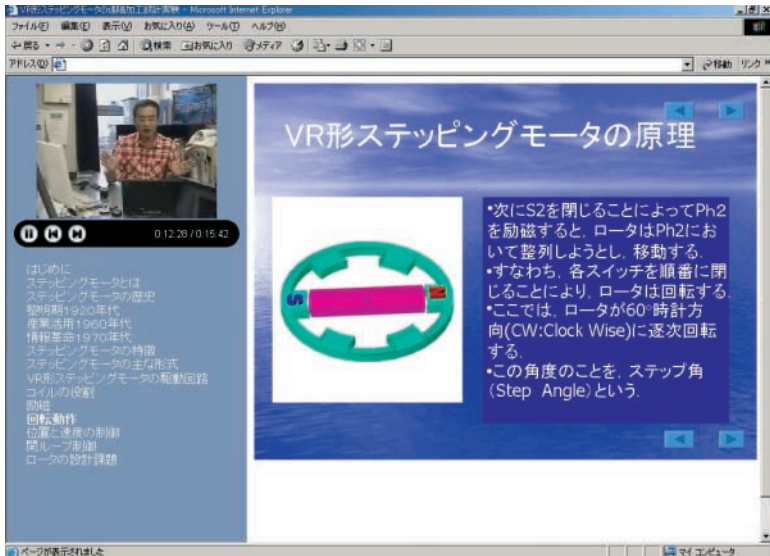 VR形ステッピングモータの部品加工設計実験 - Microsoft Internet Explorer
ファイル(F) 編集(E) 表示(V) お気に入り(A) ツール(T) ヘルプ(H)
戻る 検索 お気に入り メディア
アドレス(D) 移動 リンク
VR形ステッピングモータの原理
0:12:28 / 0:15:42
はじめに
ステッピングモータとは
ステッピングモータの歴史
黎明期1920年代
産業活用1960年代
情報革命1970年代
ステッピングモータの特徴
ステッピングモータの主な形式
VR形ステッピングモータの駆動回路
コイルの役割
励磁
回転動作
位置と速度の制御
閉ループ制御
ロータの設計課題
S
N
•次にS2を閉じることによってPh2
を励磁すると，ロータはPh2にお
いて整列しようとし，移動する．
•すなわち，各スイッチを順番に閉
じることにより，ロータは回転する．
•ここでは，ロータが60°時計方
向(CW:Clock Wise)に逐次回転
する．
•この角度のことを，ステップ角
（Step Angle）という．
ページが表示されました
マイ コンピュータ